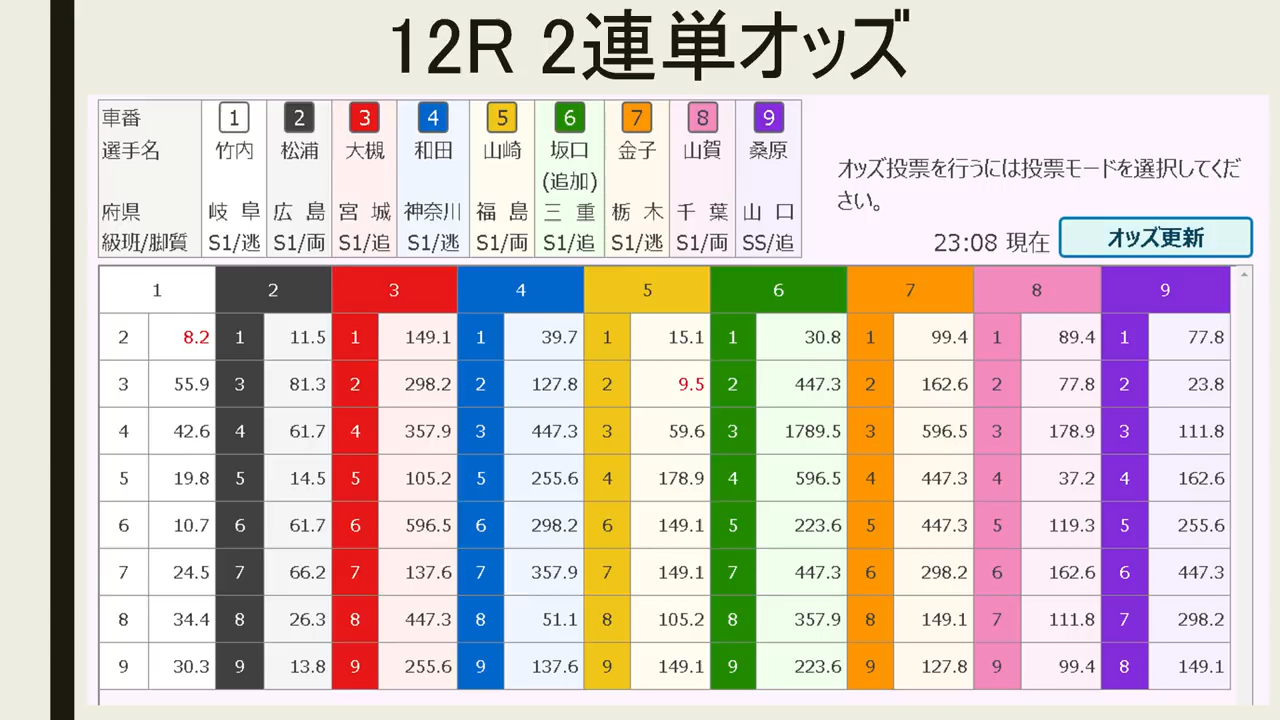 12R 2連単オッズ
車番 1 2 3 4 5 6 7 8 9
選手名 竹内 松浦 大槻 和田 山崎 坂口 金子 山賀 桑原
(追加)
府県 岐 阜 広 島 宮 城 神奈川 福 島 三 重 栃 木 千 葉 山 口
級班/脚質 S1/逃 S1/両 S1/追 S1/逃 S1/両 S1/追 S1/逃 S1/両 SS/追
オッズ投票を行うには投票モードを選択してくだ
さい。
23:08 現在 オッズ更新
1 2 3 4 5 6 7 8 9
2 8.2 1 11.5 1 149.1 1 39.7 1 15.1 1 30.8 1 99.4 1 89.4 1 77.8
3 55.9 3 81.3 2 298.2 2 127.8 2 9.5 2 447.3 2 162.6 2 77.8 2 23.8
4 42.6 4 61.7 4 357.9 3 447.3 3 59.6 3 1789.5 3 596.5 3 178.9 3 111.8
5 19.8 5 14.5 5 105.2 5 255.6 4 178.9 4 596.5 4 447.3 4 37.2 4 162.6
6 10.7 6 61.7 6 596.5 6 298.2 6 149.1 5 223.6 5 447.3 5 119.3 5 255.6
7 24.5 7 66.2 7 137.6 7 357.9 7 149.1 7 447.3 6 298.2 6 162.6 6 447.3
8 34.4 8 26.3 8 447.3 8 51.1 8 105.2 8 357.9 8 149.1 7 111.8 7 298.2
9 30.3 9 13.8 9 255.6 9 137.6 9 149.1 9 223.6 9 127.8 9 99.4 8 149.1